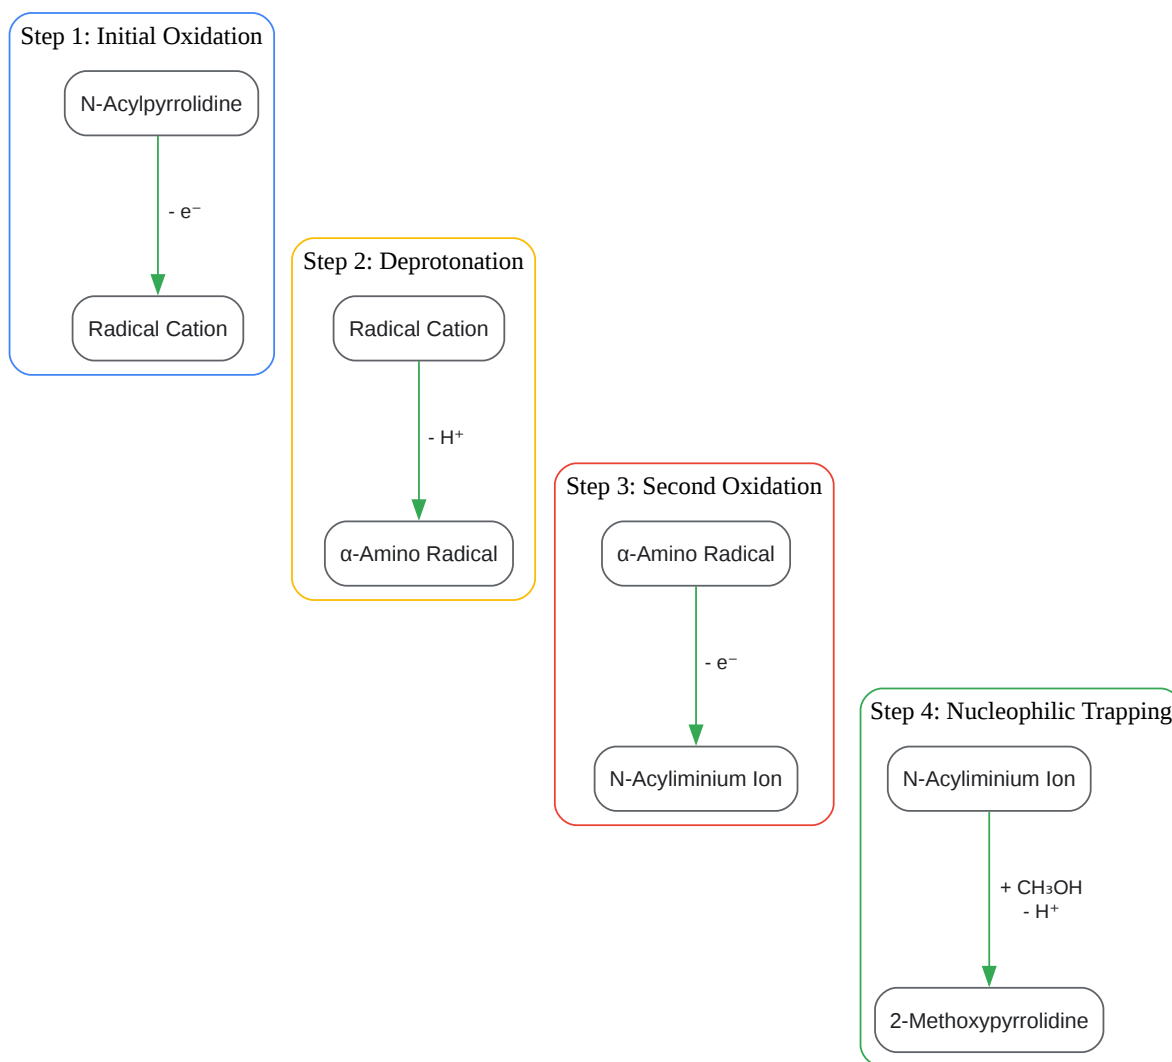 Step 1: Initial Oxidation
N-Acylpyrrolidine
- e⁻
Radical Cation
Step 2: Deprotonation
Radical Cation
- H⁺
α-Amino Radical
Step 3: Second Oxidation
α-Amino Radical
- e⁻
N-Acyliminium Ion
Step 4: Nucleophilic Trapping
N-Acyliminium Ion
+ CH₃OH
- H⁺
2-Methoxypyrrolidine